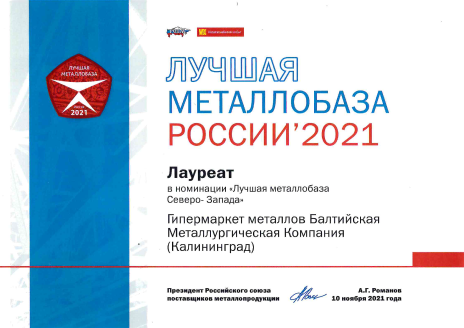 ЛУЧШАЯ
МЕТАЛЛОБАЗА
2021
ЛУЧШАЯ
МЕТАЛЛОБАЗА
РОССИИ'2021
Лауреат
в номинации «Лучшая металлобаза
Северо- Запада»
Гипермаркет металлов Балтийская
Металлургическая Компания
(Калининград)
Президент Российского союза
поставщиков металлопродукции
А.Г. Романов
10 ноября 2021 года